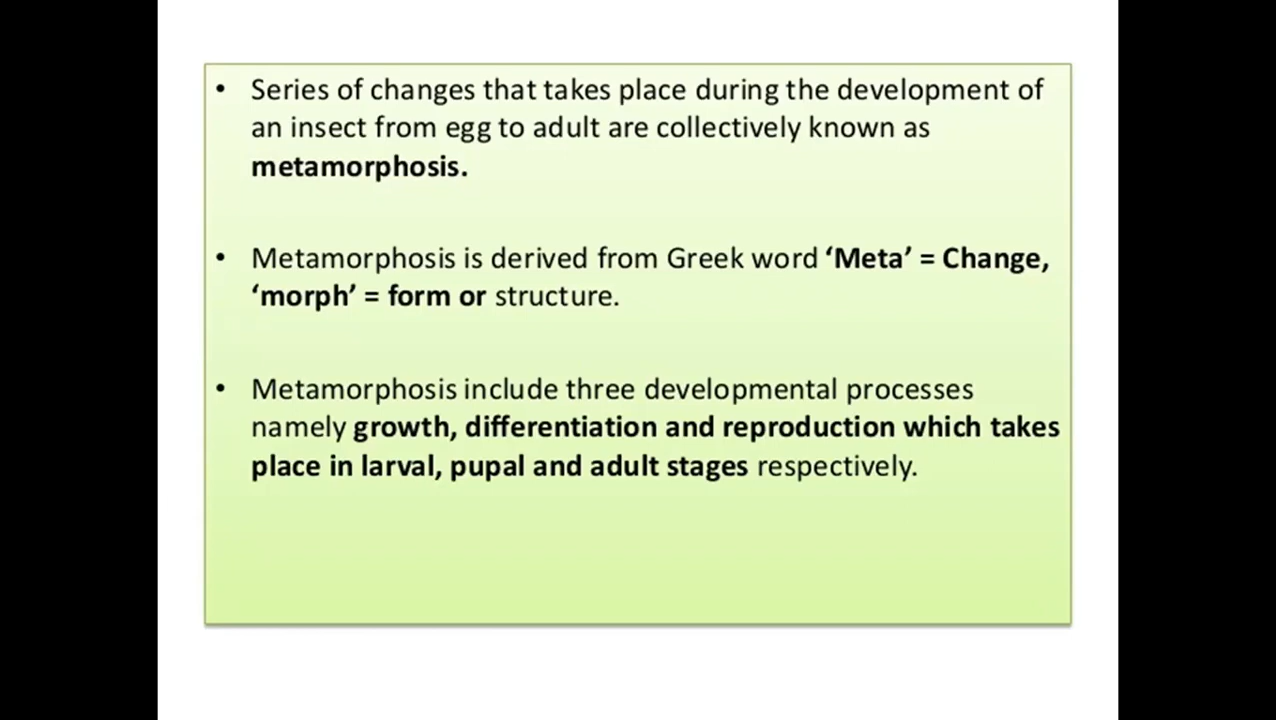 • Series of changes that takes place during the development of
an insect from egg to adult are collectively known as
metamorphosis.
• Metamorphosis is derived from Greek word ‘Meta’ = Change,
‘morph’ = form or structure.
• Metamorphosis include three developmental processes
namely growth, differentiation and reproduction which takes
place in larval, pupal and adult stages respectively.